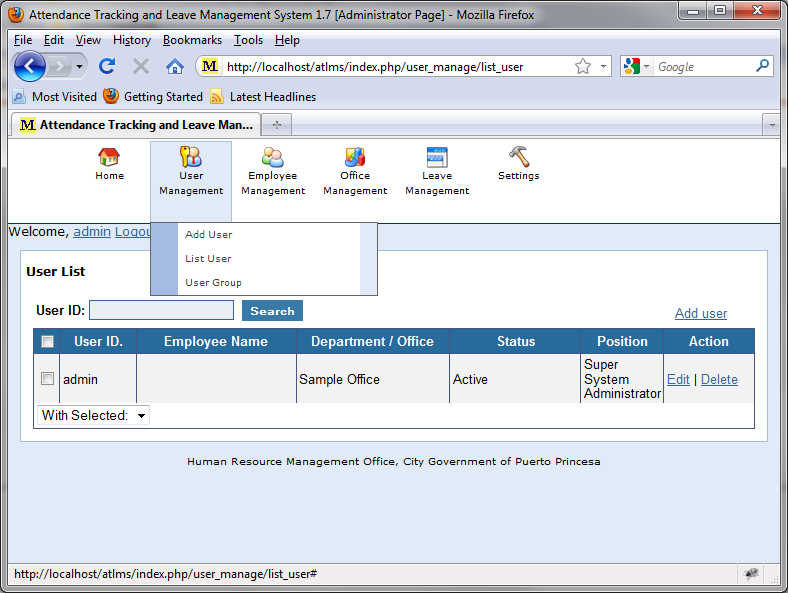 Attendance Tracking and Leave Management System 1.7 [Administrator Page] - Mozilla Firefox
File Edit View History Bookmarks Tools Help
M http://localhost/atlms/index.php/user_manage/list_user Google
Most Visited Getting Started Latest Headlines
M Attendance Tracking and Leave Man...
Home
User Management
Employee Management
Office Management
Leave Management
Settings
Welcome, admin Logou
Add User
List User
User Group
User List
User ID: Search
Add user
User ID. Employee Name Department / Office Status Position Action
admin Sample Office Active Super System Administrator Edit | Delete
With Selected:
Human Resource Management Office, City Government of Puerto Princesa
http://localhost/atlms/index.php/user_manage/list_user#